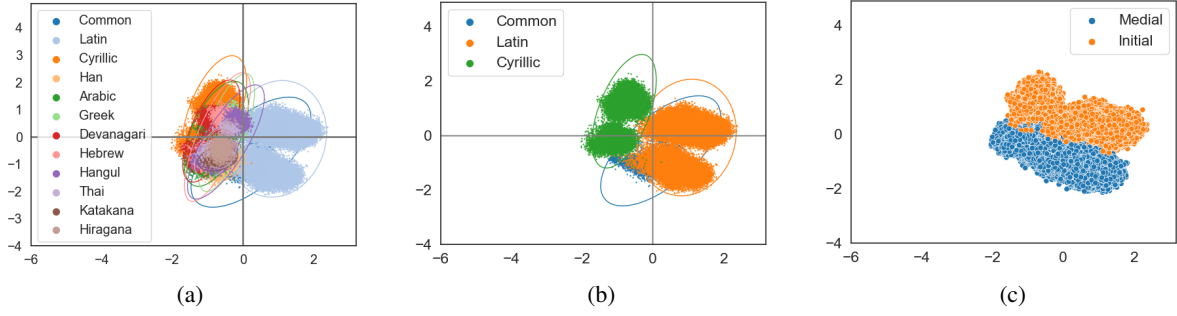 Common
Latin
Cyrillic
Han
Arabic
Greek
Devanagari
Hebrew
Hangul
Thai
Katakana
Hiragana
4
3
2
1
0
−1
−2
−3
−4
−6
−4
−2
0
2
(a)
Common
Latin
Cyrillic
4
2
0
−2
−4
−6
−4
−2
0
2
(b)
Medial
Initial
4
2
0
−2
−4
−6
−4
−2
0
2
(c)